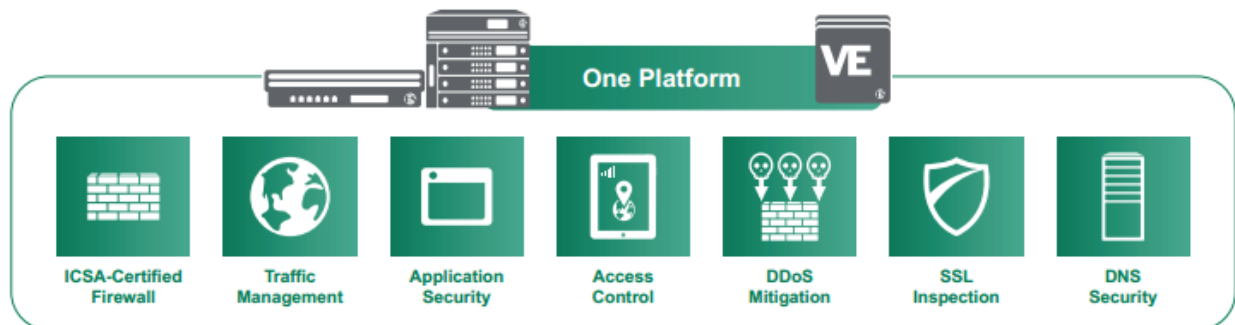 One Platform
VE
ICSA-Certified
Firewall
Traffic
Management
Application
Security
Access
Control
DDoS
Mitigation
SSL
Inspection
DNS
Security